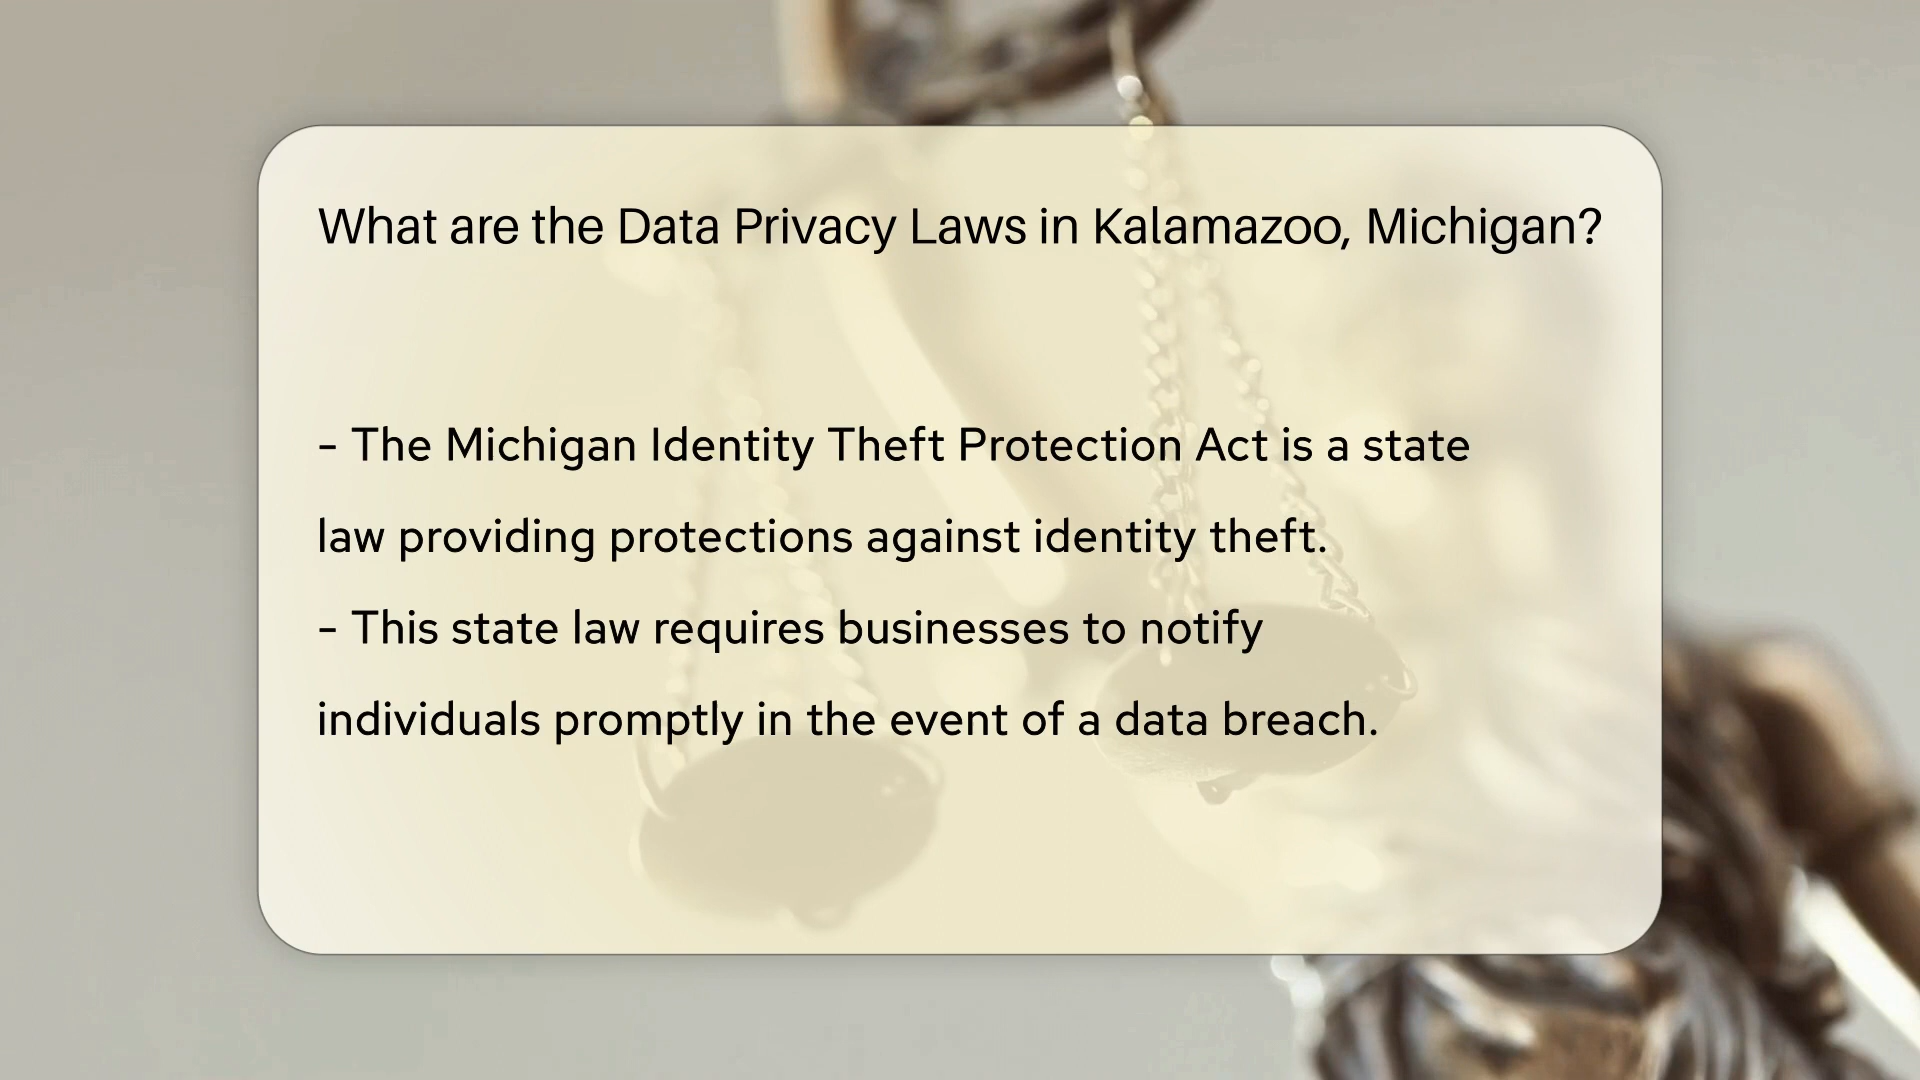 What are the Data Privacy Laws in Kalamazoo, Michigan?
- The Michigan Identity Theft Protection Act is a state
law providing protections against identity theft.
- This state law requires businesses to notify
individuals promptly in the event of a data breach.